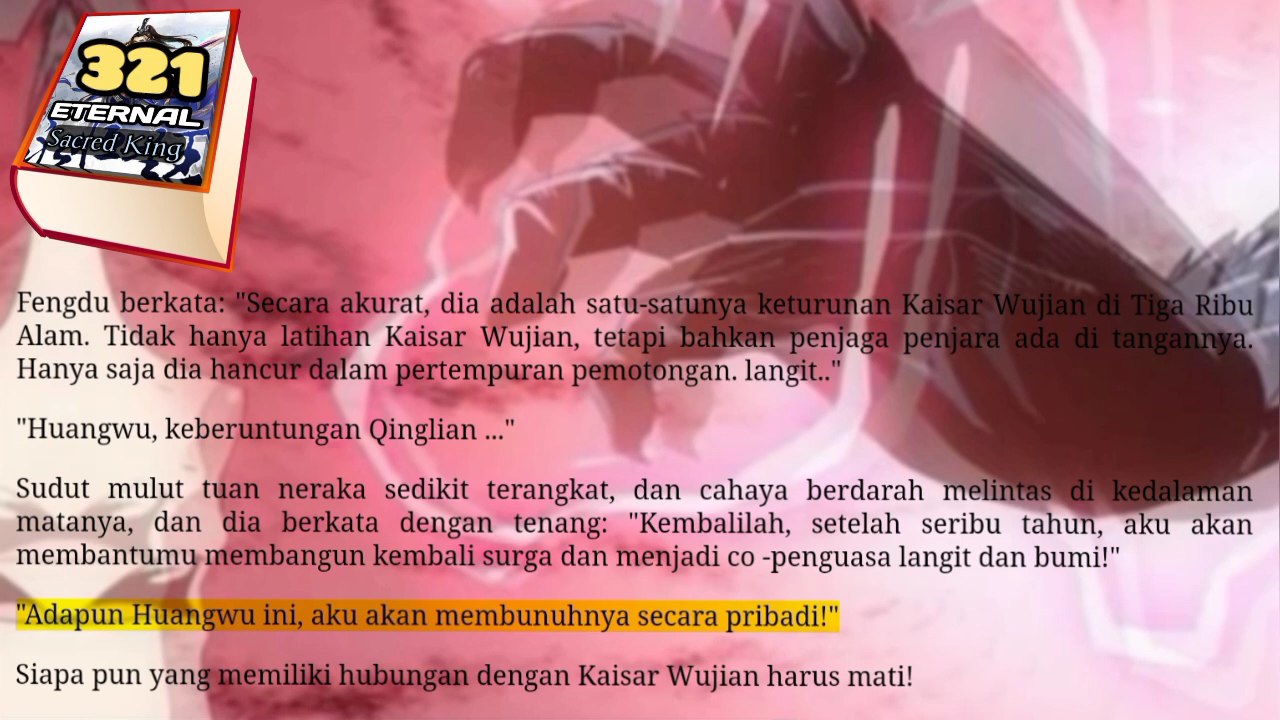 321
ETERNAL
Sacred King
Fengdu berkata: "Secara akurat, dia adalah satu-satunya keturunan Kaisar Wujian di Tiga Ribu
Alam. Tidak hanya latihan Kaisar Wujian, tetapi bahkan penjaga penjara ada di tangannya.
Hanya saja dia hancur dalam pertempuran pemotongan. langit.."
"Huangwu, keberuntungan Qinglian ..."
Sudut mulut tuan neraka sedikit terangkat, dan cahaya berdarah melintas di kedalaman
matanya, dan dia berkata dengan tenang: "Kembalilah, setelah seribu tahun, aku akan
membantumu membangun kembali surga dan menjadi co -penguasa langit dan bumi!"
"Adapun Huangwu ini, aku akan membunuhnya secara pribadi!"
Siapa pun yang memiliki hubungan dengan Kaisar Wujian harus mati!